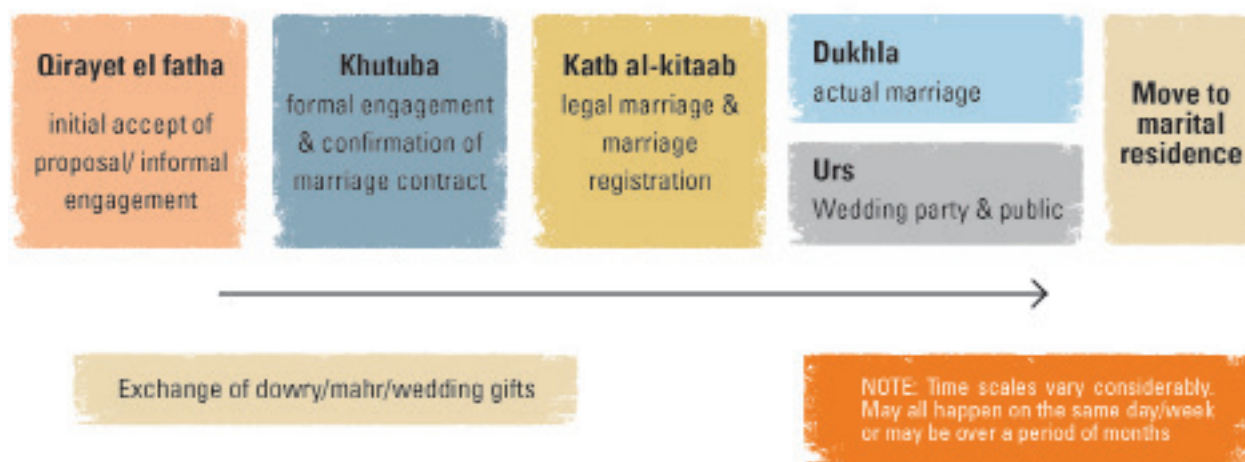 Qirayet el fatha
initial accept of
proposal/ informal
engagement
Khutuba
formal engagement
& confirmation of
marriage contract
Katb al-kitaab
legal marriage &
marriage
registration
Dukhla
actual marriage
Urs
Wedding party & public
Move to
marital
residence
Exchange of dowry/mahr/wedding gifts
NOTE: Time scales vary considerably.
May all happen on the same day/week
or may be over a period of months